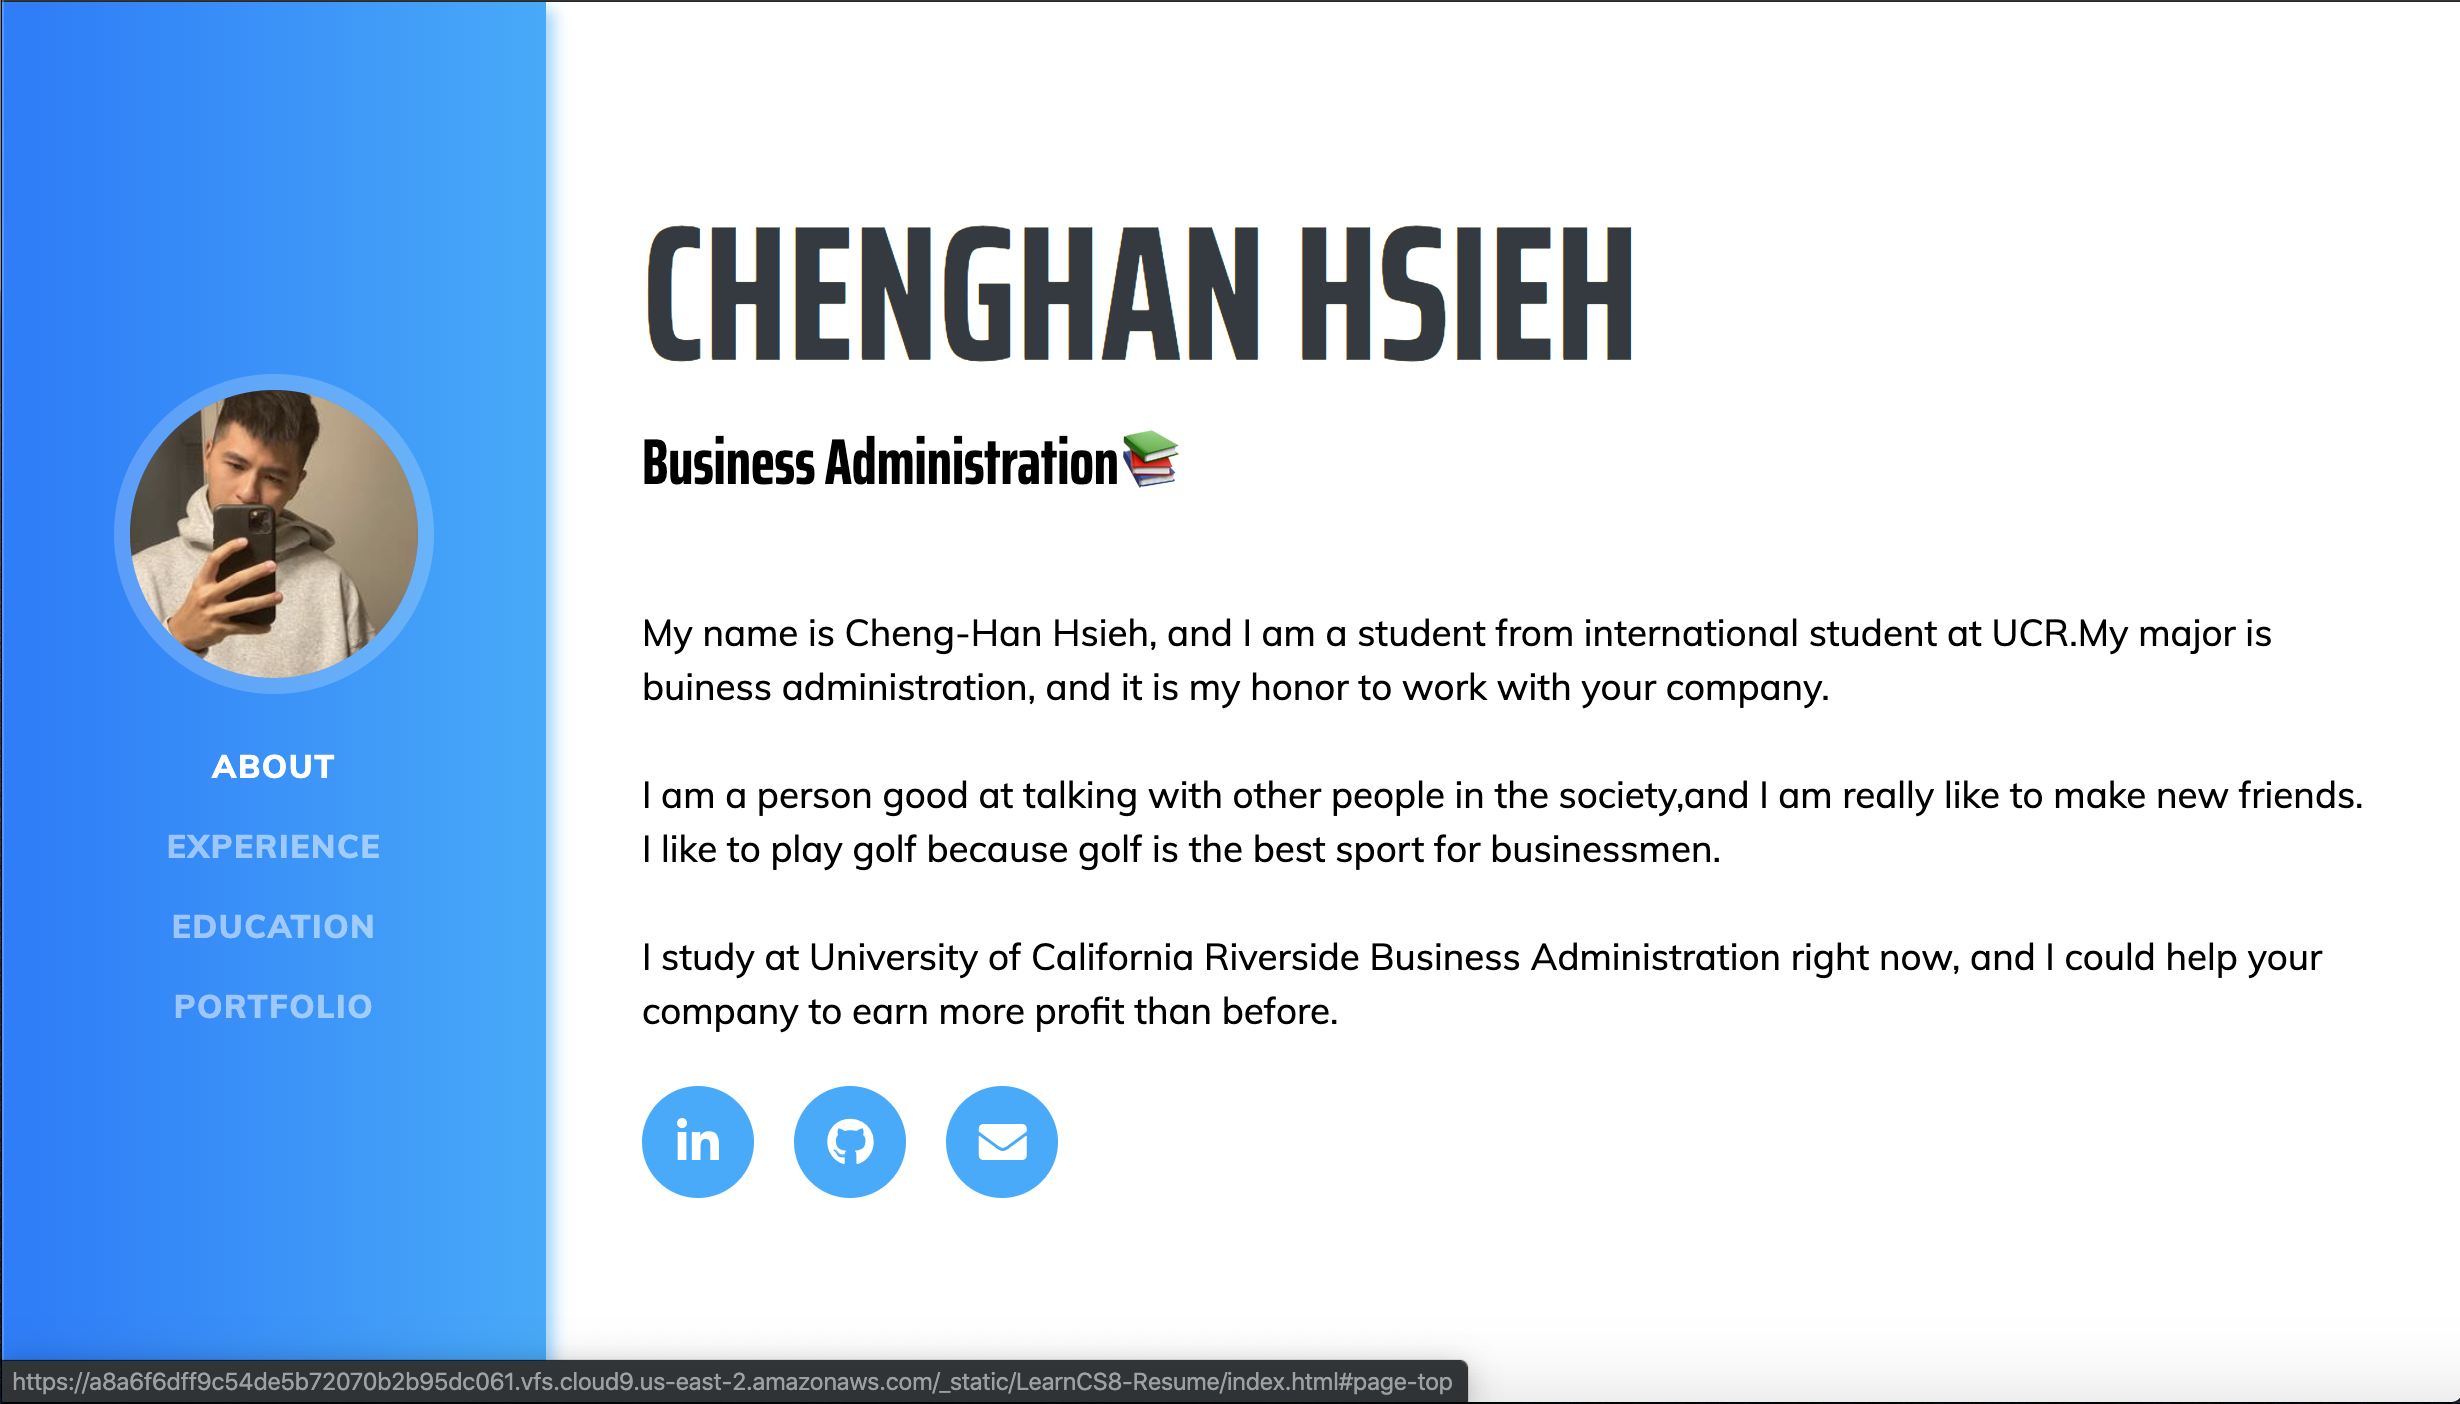 CHENGHAN HSIEH
Business Administration📚
My name is Cheng-Han Hsieh, and I am a student from international student at UCR.My major is
buiness administration, and it is my honor to work with your company.
I am a person good at talking with other people in the society,and I am really like to make new friends.
I like to play golf because golf is the best sport for businessmen.
I study at University of California Riverside Business Administration right now, and I could help your
company to earn more profit than before.
in
ABOUT
EXPERIENCE
EDUCATION
PORTFOLIO
https://a8a6f6dff9c54de5b72070b2b95dc061.vfs.cloud9.us-east-2.amazonaws.com/_static/LearnCS8-Resume/index.html#page-top